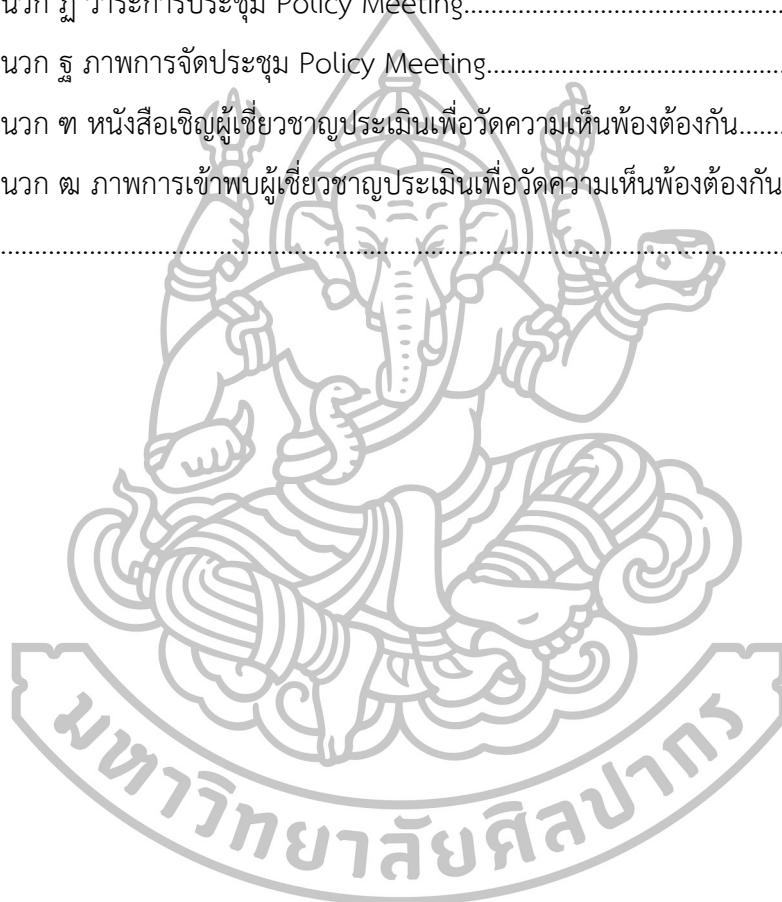 นวก ฏ วาระการประชุม Policy Meeting...........................................................
นวก ฐ ภาพการจัดประชุม Policy Meeting........................................................
นวก ฑ หนังสือเชิญผู้เชี่ยวชาญประเมินเพื่อวัดความเห็นพ้องต้องกัน.......
นวก ฒ ภาพการเข้าพบผู้เชี่ยวชาญประเมินเพื่อวัดความเห็นพ้องต้องกัน
................................................................................................................................
มหาวิทยาลัยศิลปากร